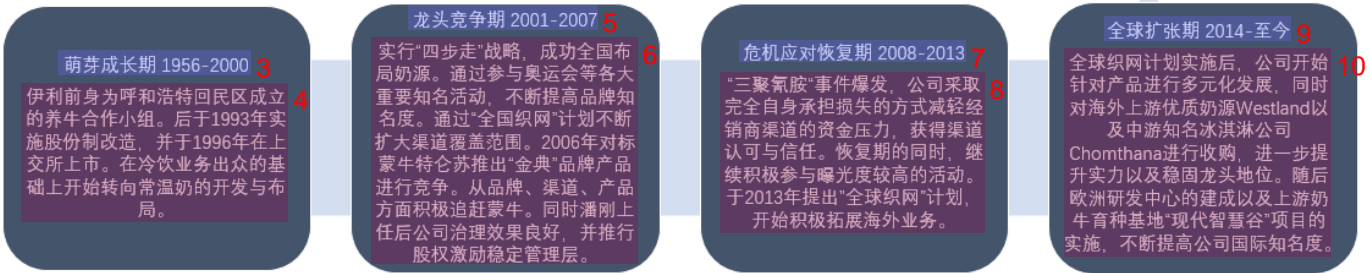 萌芽成长期 1956-2000
3
伊利前身为呼和浩特回民区成立
的养牛合作小组。后于1993年实
施股份制改造，并于1996年在上
交所上市。在冷饮业务出众的基
础上开始转向常温奶的开发与布
局。
4
龙头竞争期 2001-2007
5
实行“四步走”战略，成功全国布
局奶源。通过参与奥运会等各大
重要知名活动，不断提高品牌知
名度。通过“全国织网”计划不断
扩大渠道覆盖范围。2006年对标
蒙牛特仑苏推出“金典”品牌产品
进行竞争。从品牌、渠道、产品
方面积极追赶蒙牛。同时潘刚上
任后公司治理效果良好，并推行
股权激励稳定管理层。
6
危机应对恢复期 2008-2013
7
“三聚氰胺“事件爆发，公司采取
完全自身承担损失的方式减轻经
销商渠道的资金压力，获得渠道
认可与信任。恢复期的同时，继
续积极参与曝光度较高的活动。
于2013年提出”全球织网”计划，
开始积极拓展海外业务。
8
全球扩张期 2014-至今
9
全球织网计划实施后，公司开始
针对产品进行多元化发展，同时
对海外上游优质奶源Westland以
及中游知名冰淇淋公司
Chomthana进行收购，进一步提
升实力以及稳固龙头地位。随后
欧洲研发中心的建成以及上游奶
牛育种基地“现代智慧谷”项目的
实施，不断提高公司国际知名度。
10